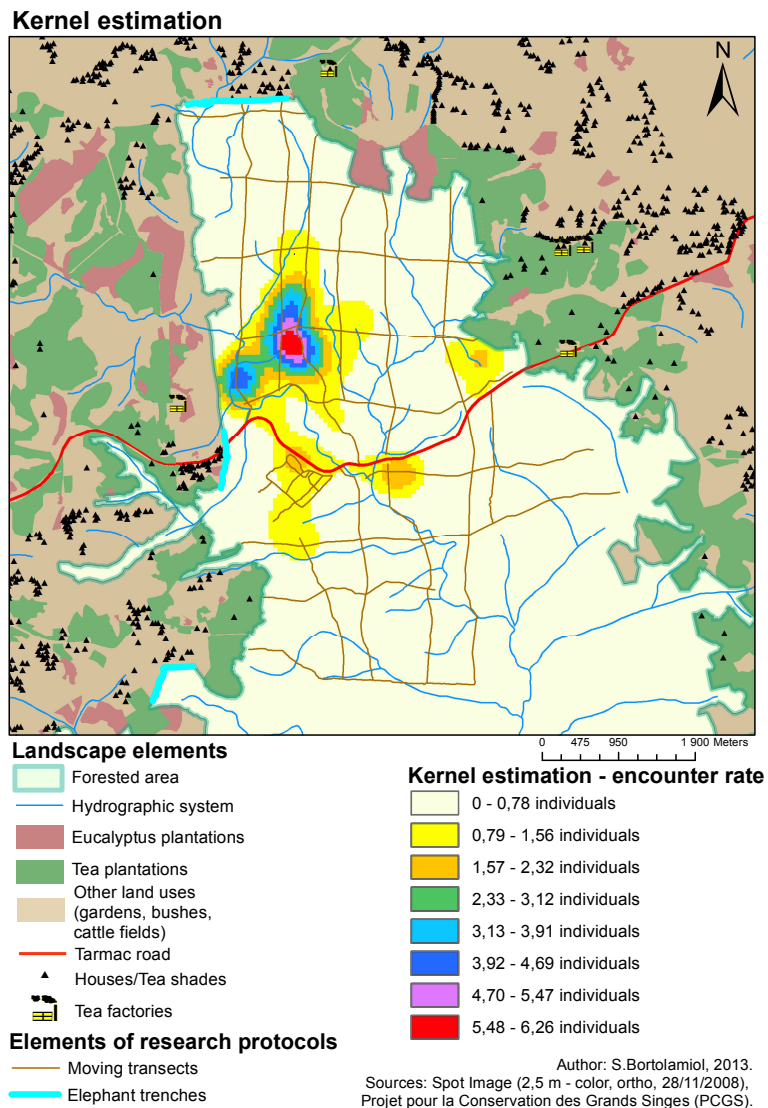 Kernel estimation
N
0 475 950 1 900 Meters
Landscape elements
Forested area
Hydrographic system
Eucalyptus plantations
Tea plantations
Other land uses
(gardens, bushes,
cattle fields)
Tarmac road
Houses/Tea shades
Tea factories
Elements of research protocols
Moving transects
Elephant trenches
Kernel estimation - encounter rate
0 - 0,78 individuals
0,79 - 1,56 individuals
1,57 - 2,32 individuals
2,33 - 3,12 individuals
3,13 - 3,91 individuals
3,92 - 4,69 individuals
4,70 - 5,47 individuals
5,48 - 6,26 individuals
Author: S.Bortolamiol, 2013.
Sources: Spot Image (2,5 m - color, ortho, 28/11/2008),
Projet pour la Conservation des Grands Singes (PCGS).